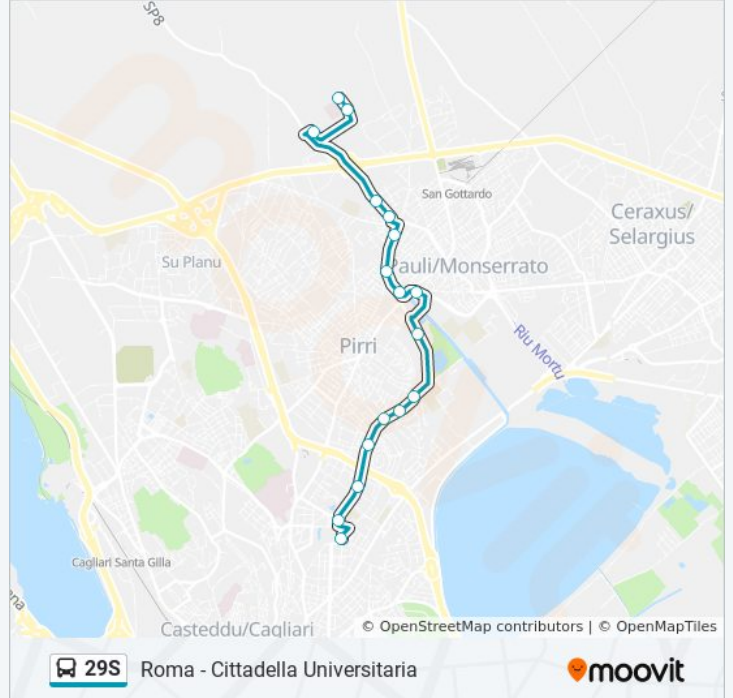 SP8
San Gottardo
Ceraxus/
Selargius
Su Planu
Pauli/Monserrato
Riu Mortu
Pirri
Cagliari Santa Gilla
na
Casteddu/Cagliari
© OpenStreetMap contributors | © OpenMapTiles
29S Roma - Cittadella Universitaria
moovit